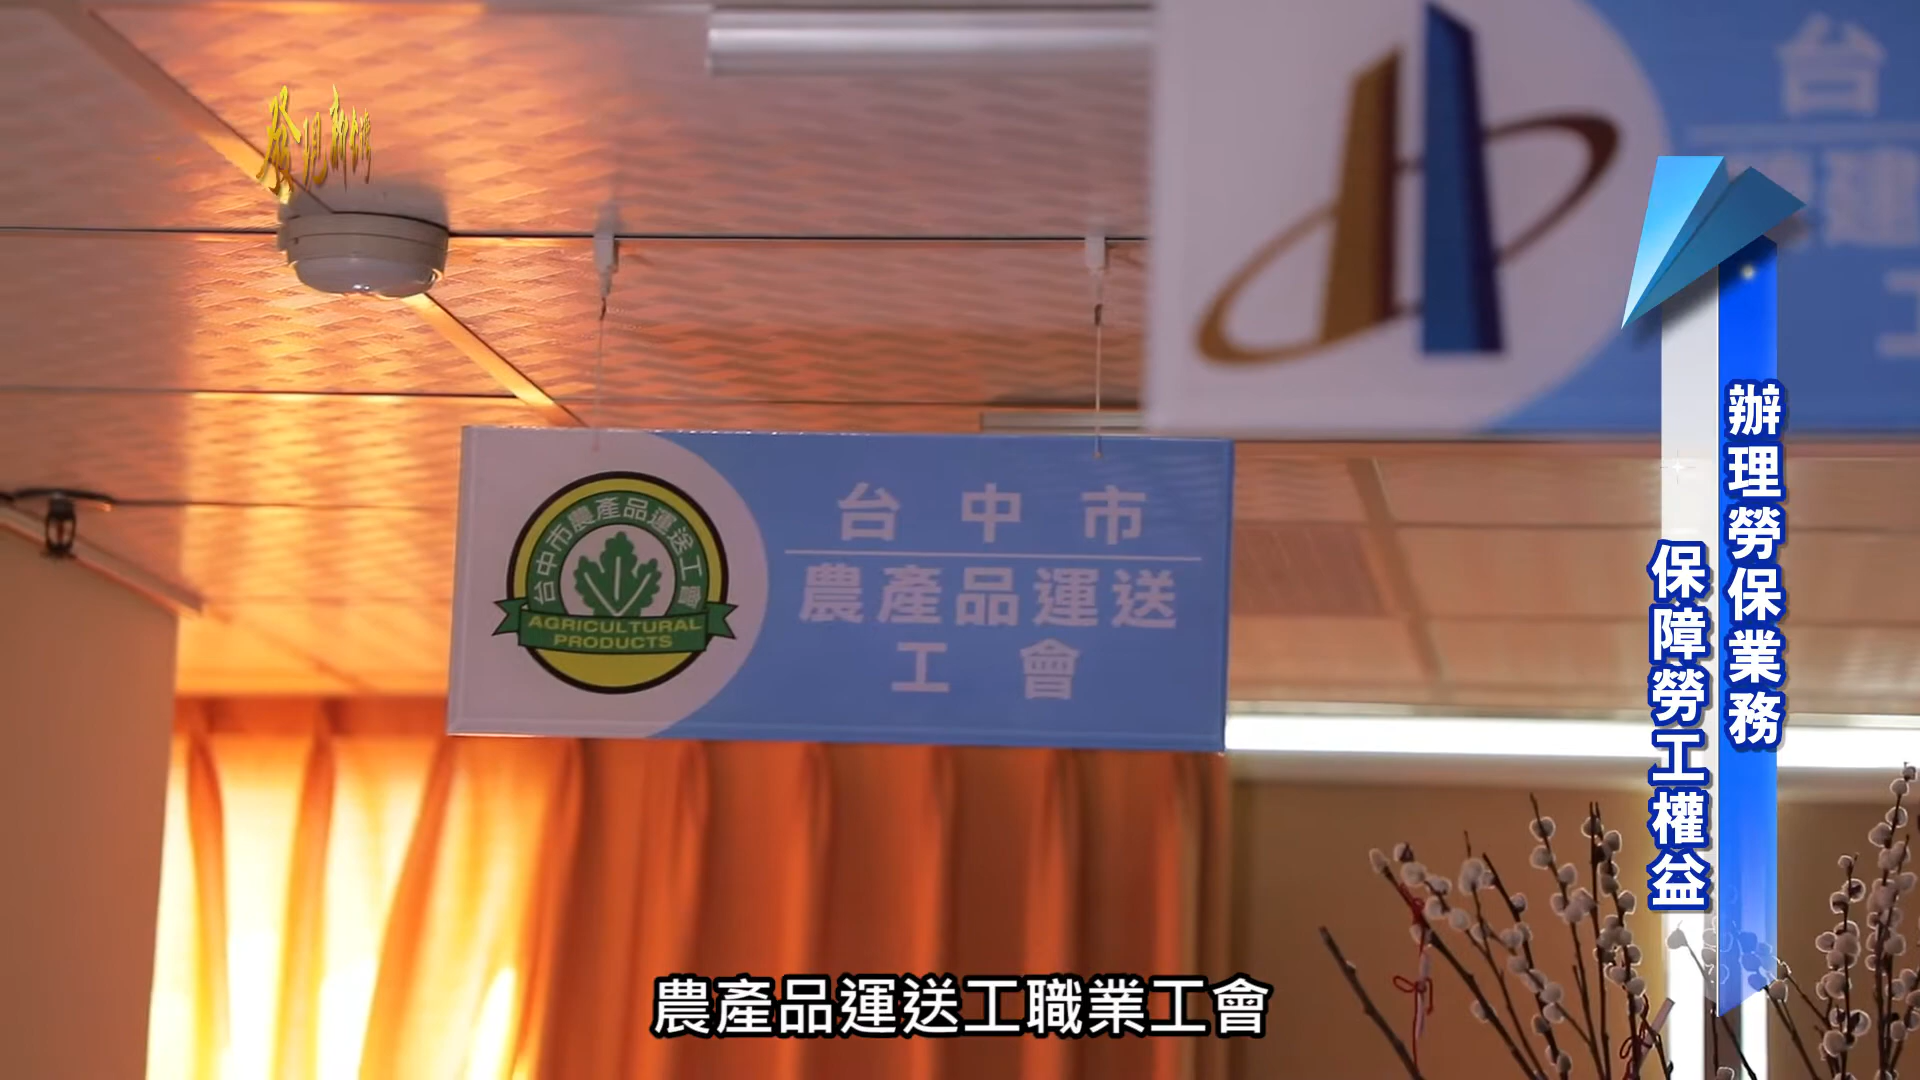 發現新台灣
台
建
工
台中市農產品運送工會
AGRICULTURAL
PRODUCTS
台中市
農產品運送
工會
辦理勞保業務
保障勞工權益
農產品運送工職業工會